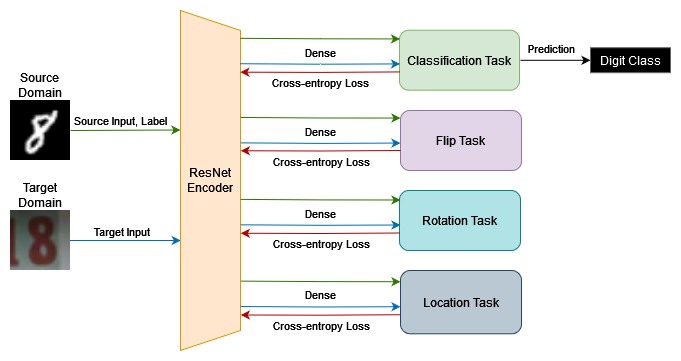 Source
Domain
Source Input, Label
Target
Domain
18
Target Input
8
ResNet
Encoder
Dense
Cross-entropy Loss
Classification Task
Prediction
Digit Class
Dense
Cross-entropy Loss
Flip Task
Dense
Cross-entropy Loss
Rotation Task
Dense
Cross-entropy Loss
Location Task